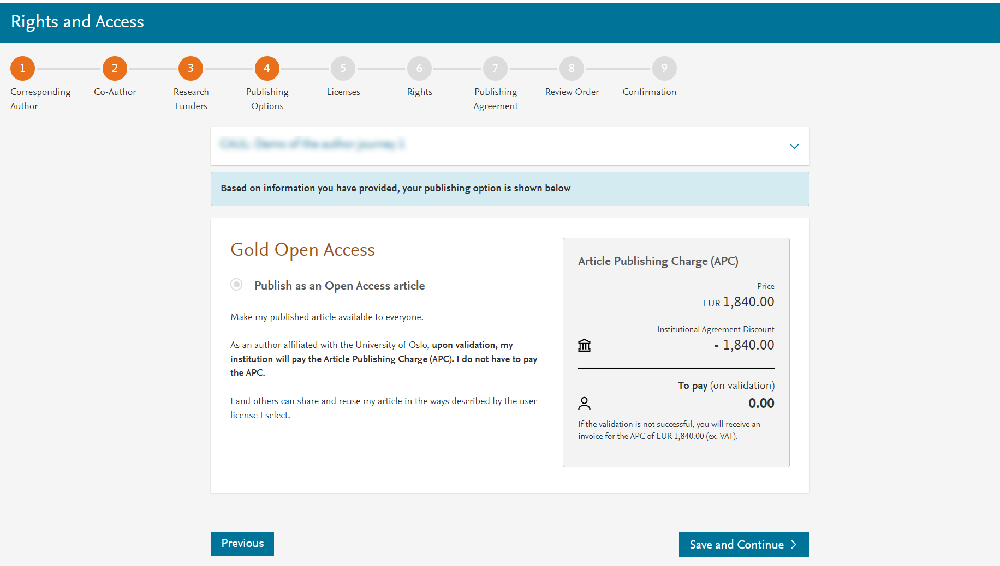 Rights and Access
1
2
3
4
5
6
7
8
9
Corresponding
Author
Co-Author
Research
Funders
Publishing
Options
Licenses
Rights
Publishing
Agreement
Review Order
Confirmation
Based on information you have provided, your publishing option is shown below
Gold Open Access
Publish as an Open Access article
Make my published article available to everyone.
As an author affiliated with the University of Oslo, upon validation, my
institution will pay the Article Publishing Charge (APC). I do not have to pay
the APC.
I and others can share and reuse my article in the ways described by the user
license I select.
Article Publishing Charge (APC)
Price
EUR 1,840.00
Institutional Agreement Discount
- 1,840.00
To pay (on validation)
0.00
If the validation is not successful, you will receive an
invoice for the APC of EUR 1,840.00 (ex. VAT).
Previous
Save and Continue